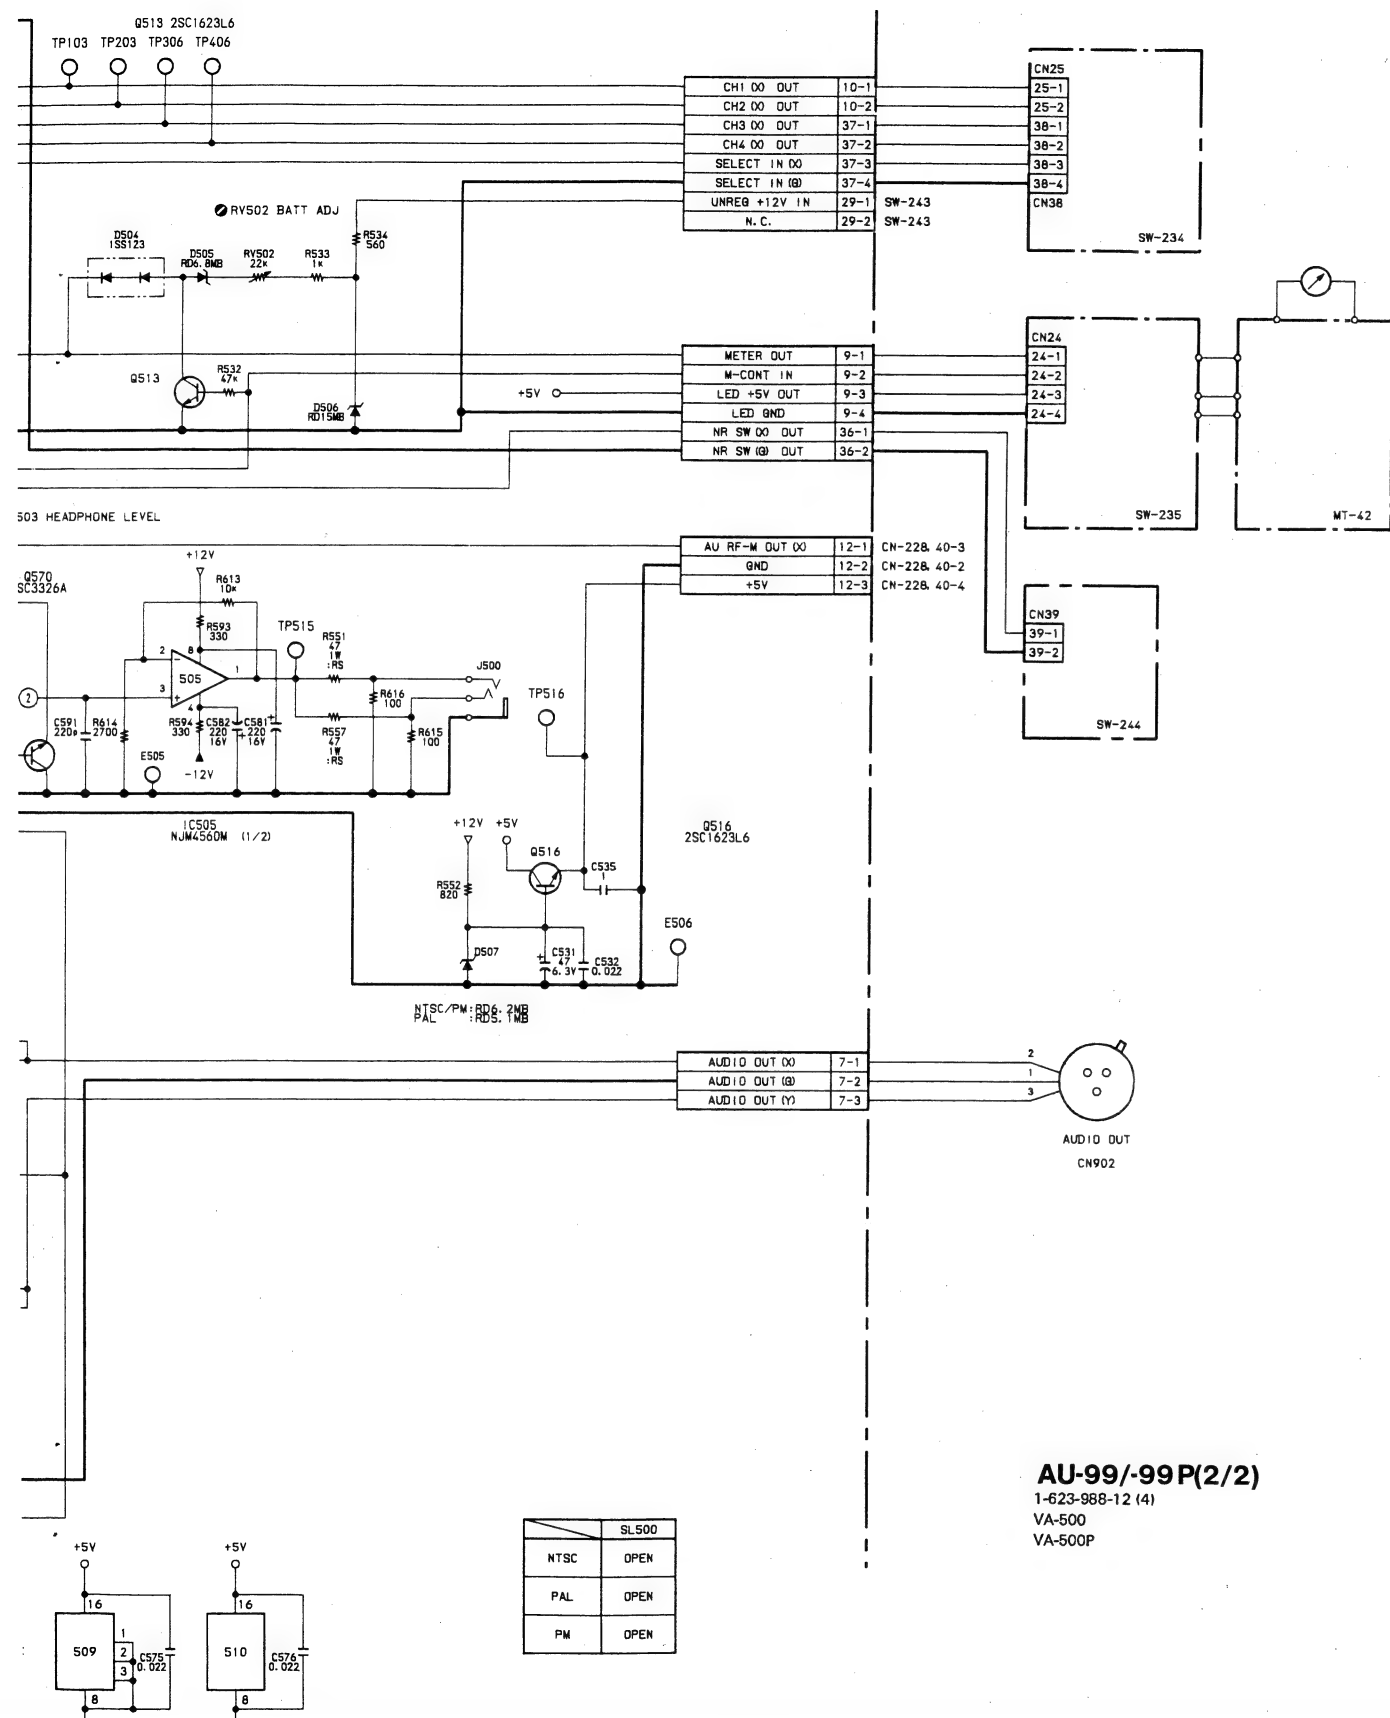 Q513 2SC1623L6
TP103 TP203 TP306 TP406
CH1 (X) OUT 10-1
CH2 (X) OUT 10-2
CH3 (X) OUT 37-1
CH4 (X) OUT 37-2
SELECT IN (X) 37-3
SELECT IN (G) 37-4
UNREG +12V IN 29-1 SW-243
N.C. 29-2 SW-243
CN25
25-1
25-2
38-1
38-2
38-3
38-4
CN38
SW-234
RV502 BATT ADJ
R534
560
D504
1SS123
D505
RD6.8MB
RV502
22K
R533
1K
Q513
R532
47K
D506
RD15MB
+5V
METER OUT 9-1
M-CONT IN 9-2
LED +5V OUT 9-3
LED GND 9-4
NR SW (X) OUT 36-1
NR SW (G) OUT 36-2
CN24
24-1
24-2
24-3
24-4
SW-235
MT-42
503 HEADPHONE LEVEL
AU RF-M OUT (X) 12-1 CN-228, 40-3
GND 12-2 CN-228, 40-2
+5V 12-3 CN-228, 40-4
CN39
39-1
39-2
SW-244
Q570
SC3326A
+12V
R613
10K
R593
330
TP515
R551
47
1W
:RS
2 8
505 1
3
4
2
J500
R616
100
TP516
C591
220P
R614
2700
R594
330
C582
220
16V
C581
220
16V
R557
47
1W
:RS
R615
100
E505
-12V
IC505
NJM4560M (1/2)
+12V +5V
Q516
2SC1623L6
Q516
C535
1
R552
820
E506
D507
C531
47
6.3V
C532
0.022
NTSC/PM:RD6.2MB
PAL :RD5.1MB
AUDIO OUT (X) 7-1
AUDIO OUT (G) 7-2
AUDIO OUT (Y) 7-3
2
1
3
AUDIO OUT
CN902
AU-99/-99P(2/2)
1-623-988-12 (4)
VA-500
VA-500P
SL500
NTSC OPEN
PAL OPEN
PM OPEN
+5V
16
509
1
2
3
8
C575
0.022
+5V
16
510
8
C576
0.022